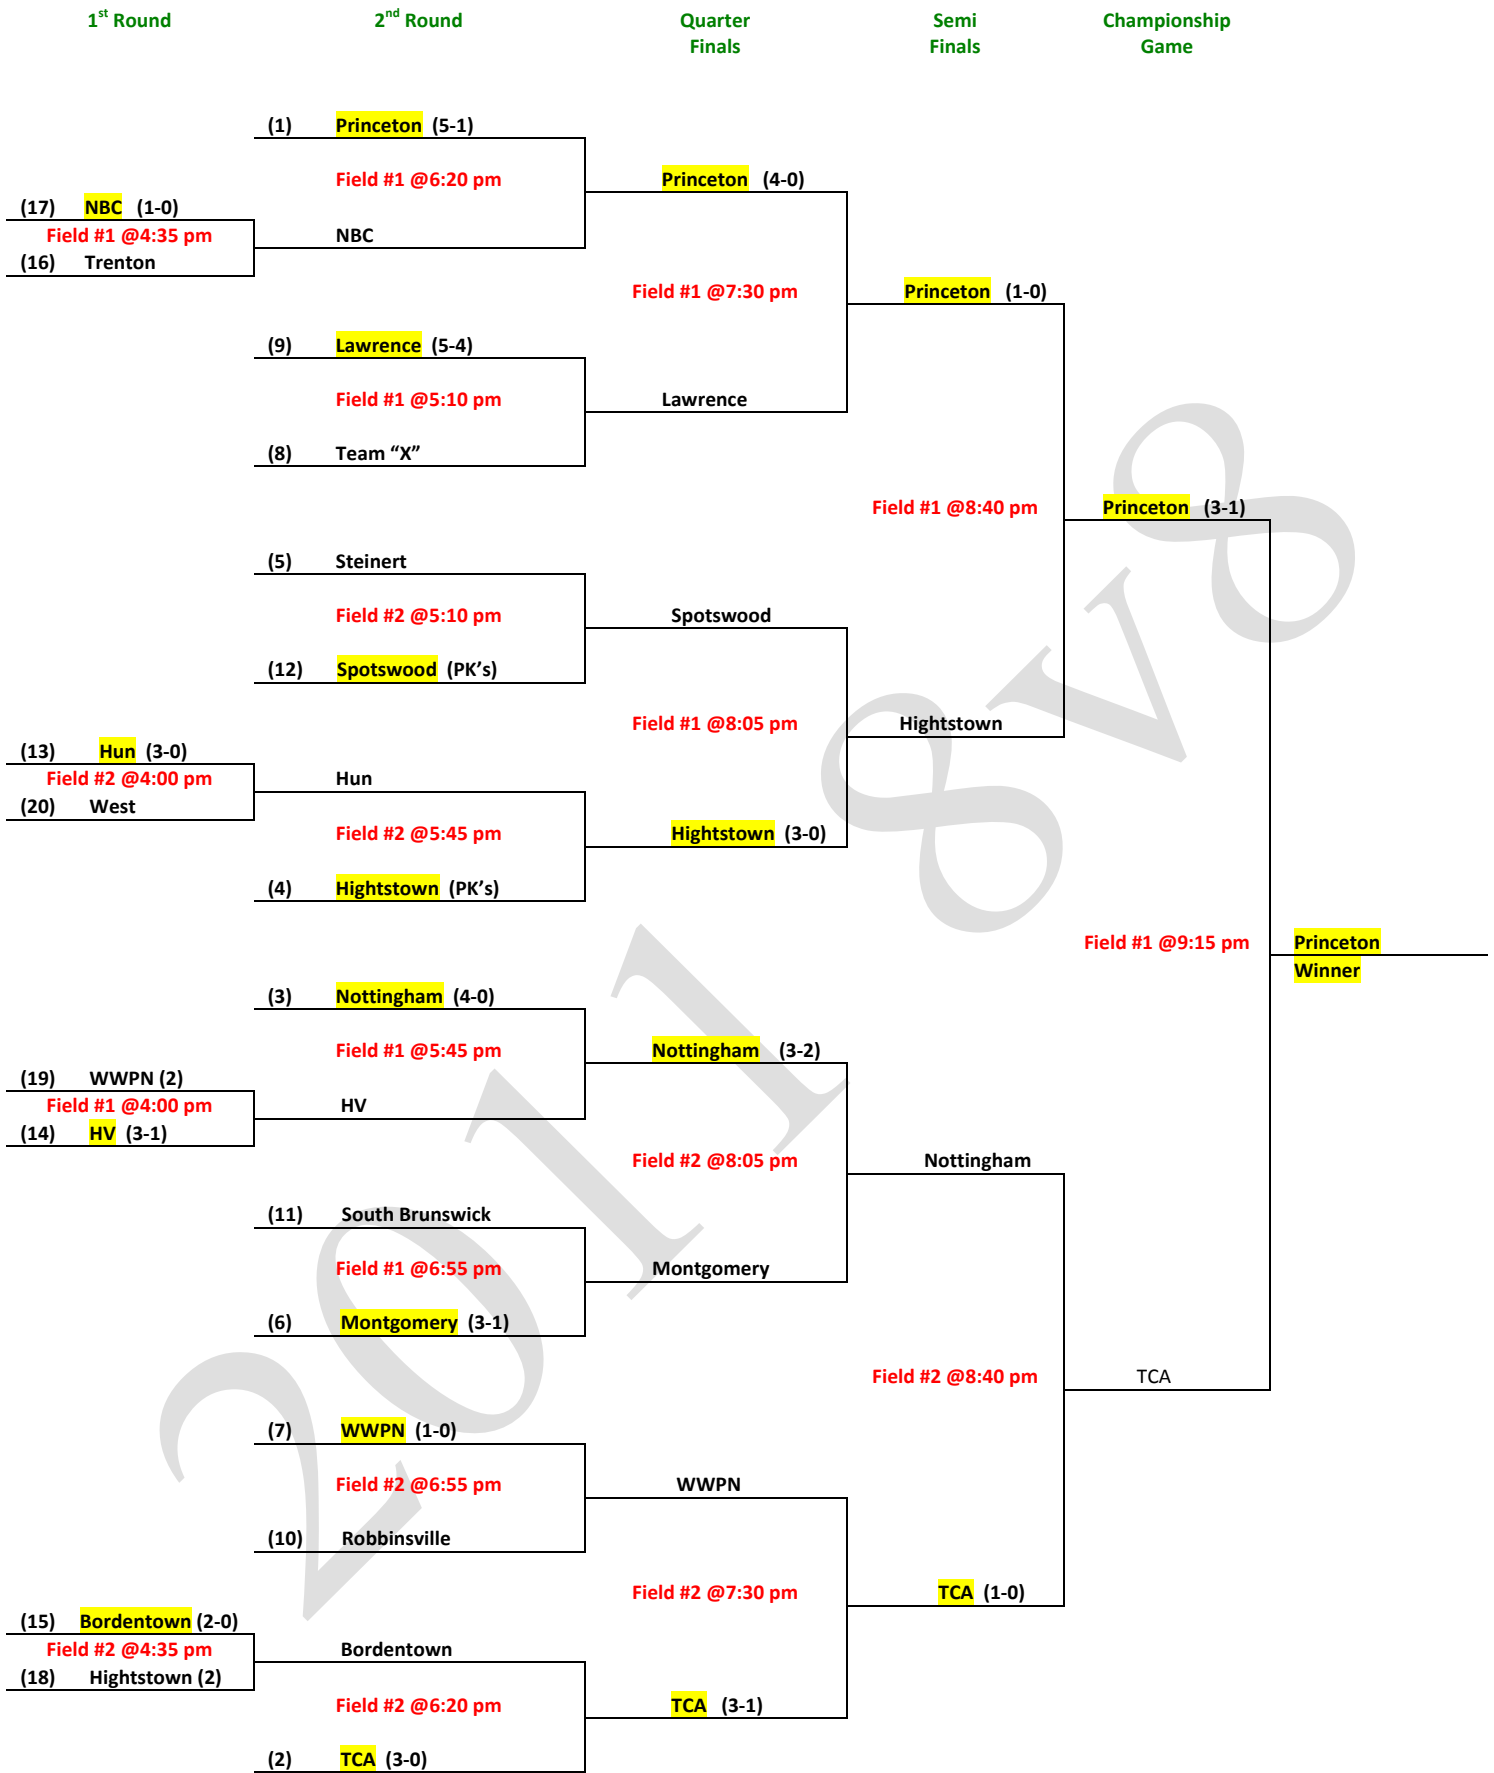 1st Round 2nd Round Quarter Semi Championship
Finals Finals Game
(1) Princeton (5-1)
Field #1 @6:20 pm Princeton (4-0)
(17) NBC (1-0)
Field #1 @4:35 pm NBC
(16) Trenton
Field #1 @7:30 pm Princeton (1-0)
(9) Lawrence (5-4)
Field #1 @5:10 pm Lawrence
(8) Team “X”
Field #1 @8:40 pm Princeton (3-1)
(5) Steinert
Field #2 @5:10 pm Spotswood
(12) Spotswood (PK’s)
Field #1 @8:05 pm Hightstown
(13) Hun (3-0)
Field #2 @4:00 pm Hun
(20) West
Field #2 @5:45 pm Hightstown (3-0)
(4) Hightstown (PK’s)
Field #1 @9:15 pm Princeton
Winner
(3) Nottingham (4-0)
Field #1 @5:45 pm Nottingham (3-2)
(19) WWPN (2)
Field #1 @4:00 pm HV
(14) HV (3-1)
Field #2 @8:05 pm Nottingham
(11) South Brunswick
Field #1 @6:55 pm Montgomery
(6) Montgomery (3-1)
Field #2 @8:40 pm TCA
(7) WWPN (1-0)
Field #2 @6:55 pm WWPN
(10) Robbinsville
Field #2 @7:30 pm TCA (1-0)
(15) Bordentown (2-0)
Field #2 @4:35 pm Bordentown
(18) Hightstown (2)
Field #2 @6:20 pm TCA (3-1)
(2) TCA (3-0)
2011 8v8